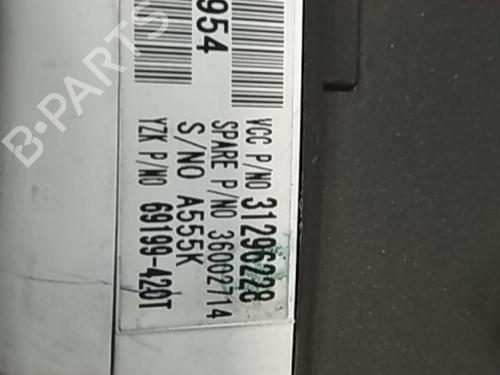 954
VCC P/NO 31296228
SPARE P/NO 36002714
S/NO A555K
YZK P/NO 69199-420T
B-PARTS